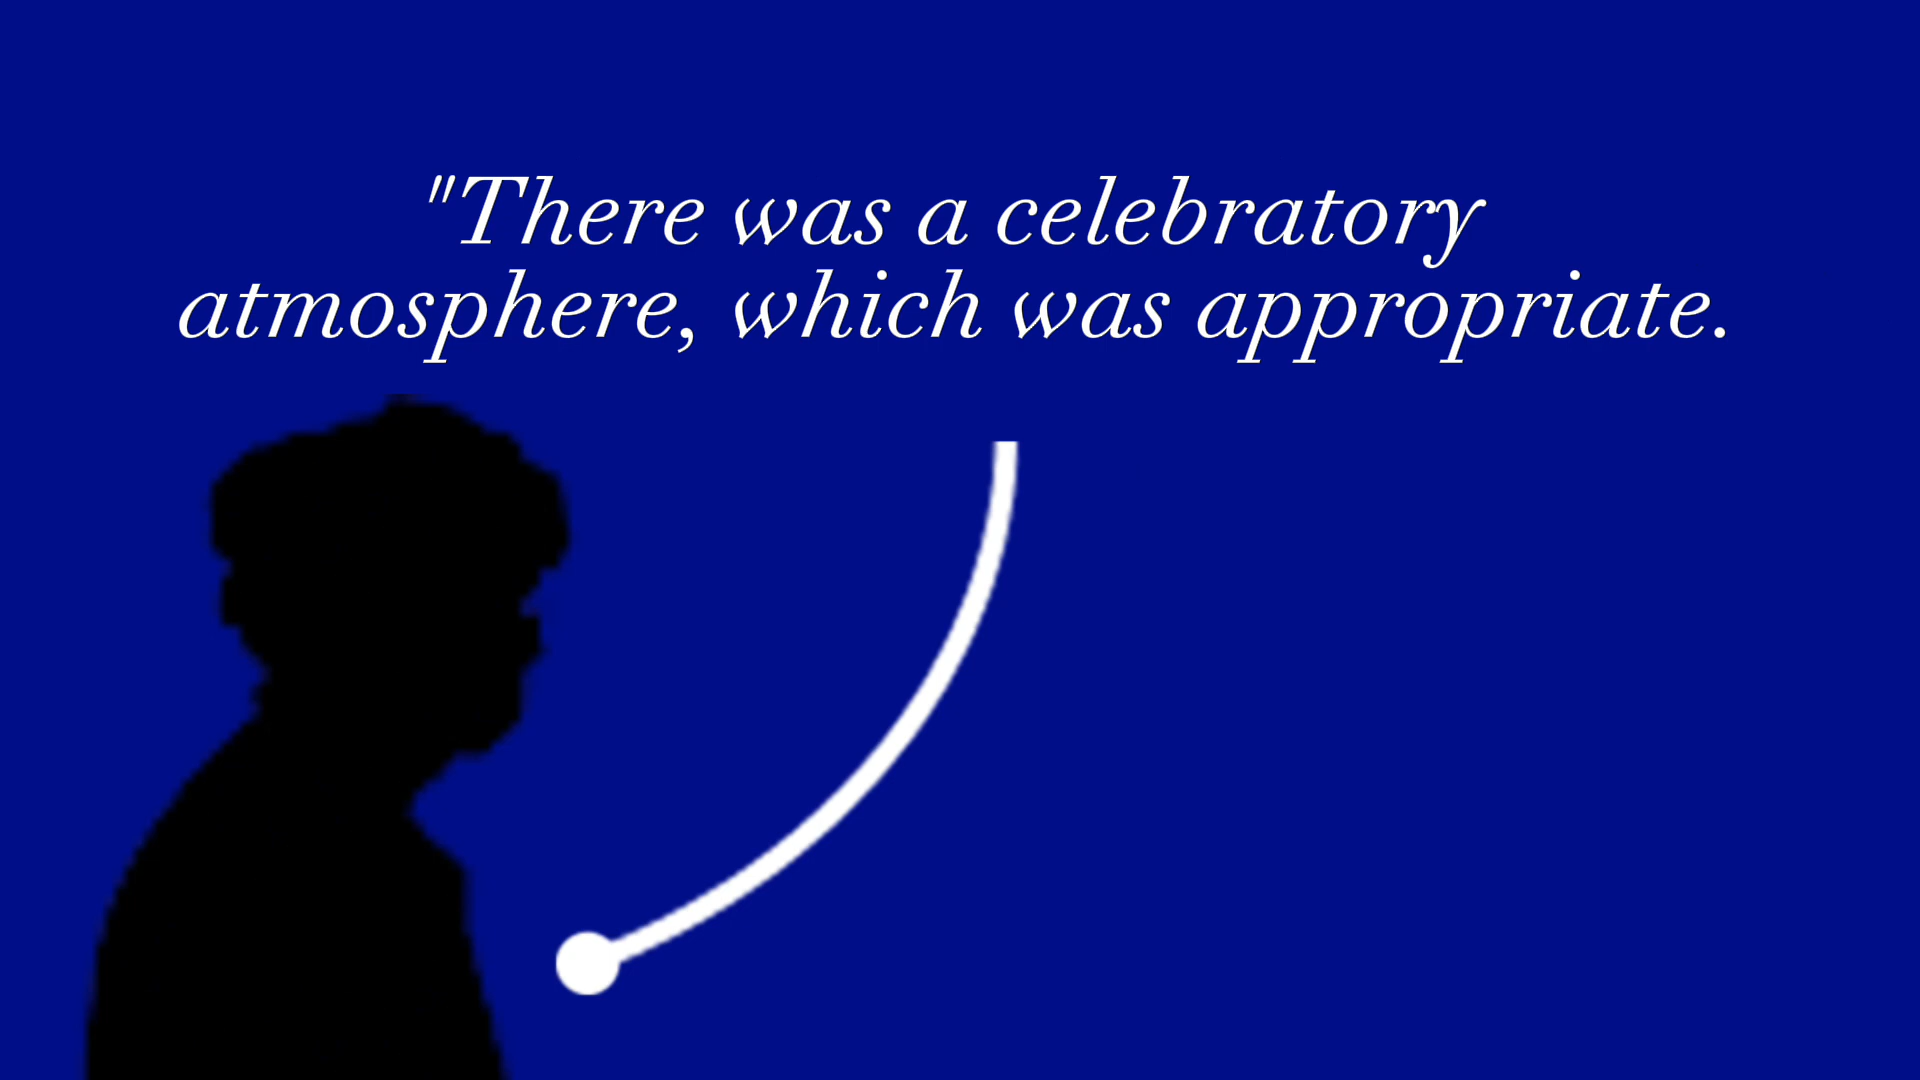 "There was a celebratory
atmosphere, which was appropriate.